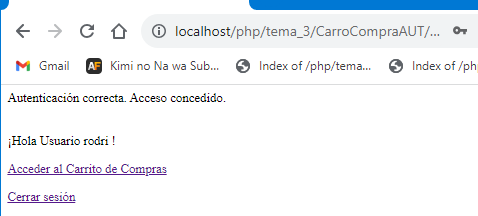 localhost/php/tema_3/CarroCompraAUT/...
Gmail
AF
Kimi no Na wa Sub...
Index of /php/tema...
Index of /ph
Autenticación correcta. Acceso concedido.
¡Hola Usuario rodri !
Acceder al Carrito de Compras
Cerrar sesión